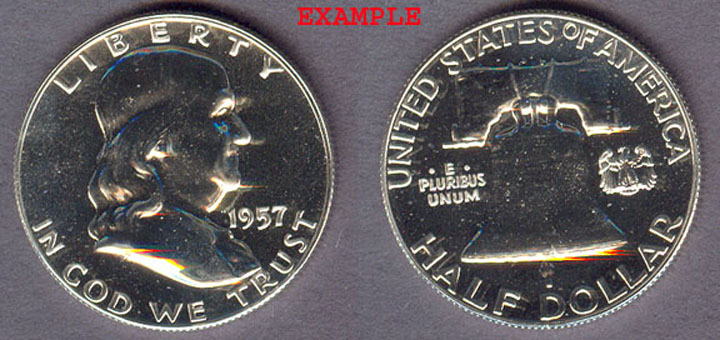 EXAMPLE
LIBERTY
1957
IN GOD WE TRUST
UNITED STATES OF AMERICA
· E ·
PLURIBUS
UNUM
HALF DOLLAR